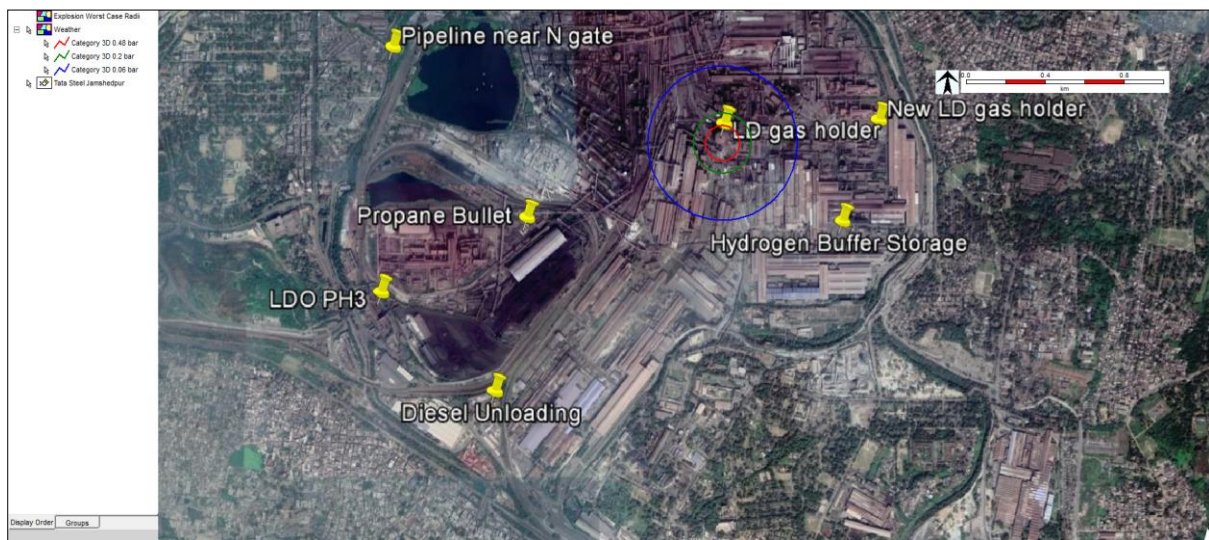 Explosion Worst Case Radii
Weather
Category 3D 0.48 bar
Category 3D 0.2 bar
Category 3D 0.06 bar
Tata Steel Jamshedpur
Pipeline near N gate
0.0 0.4 0.8
km
New LD gas holder
LD gas holder
Propane Bullet
Hydrogen Buffer Storage
LDO PH3
Diesel Unloading
Display Order Groups